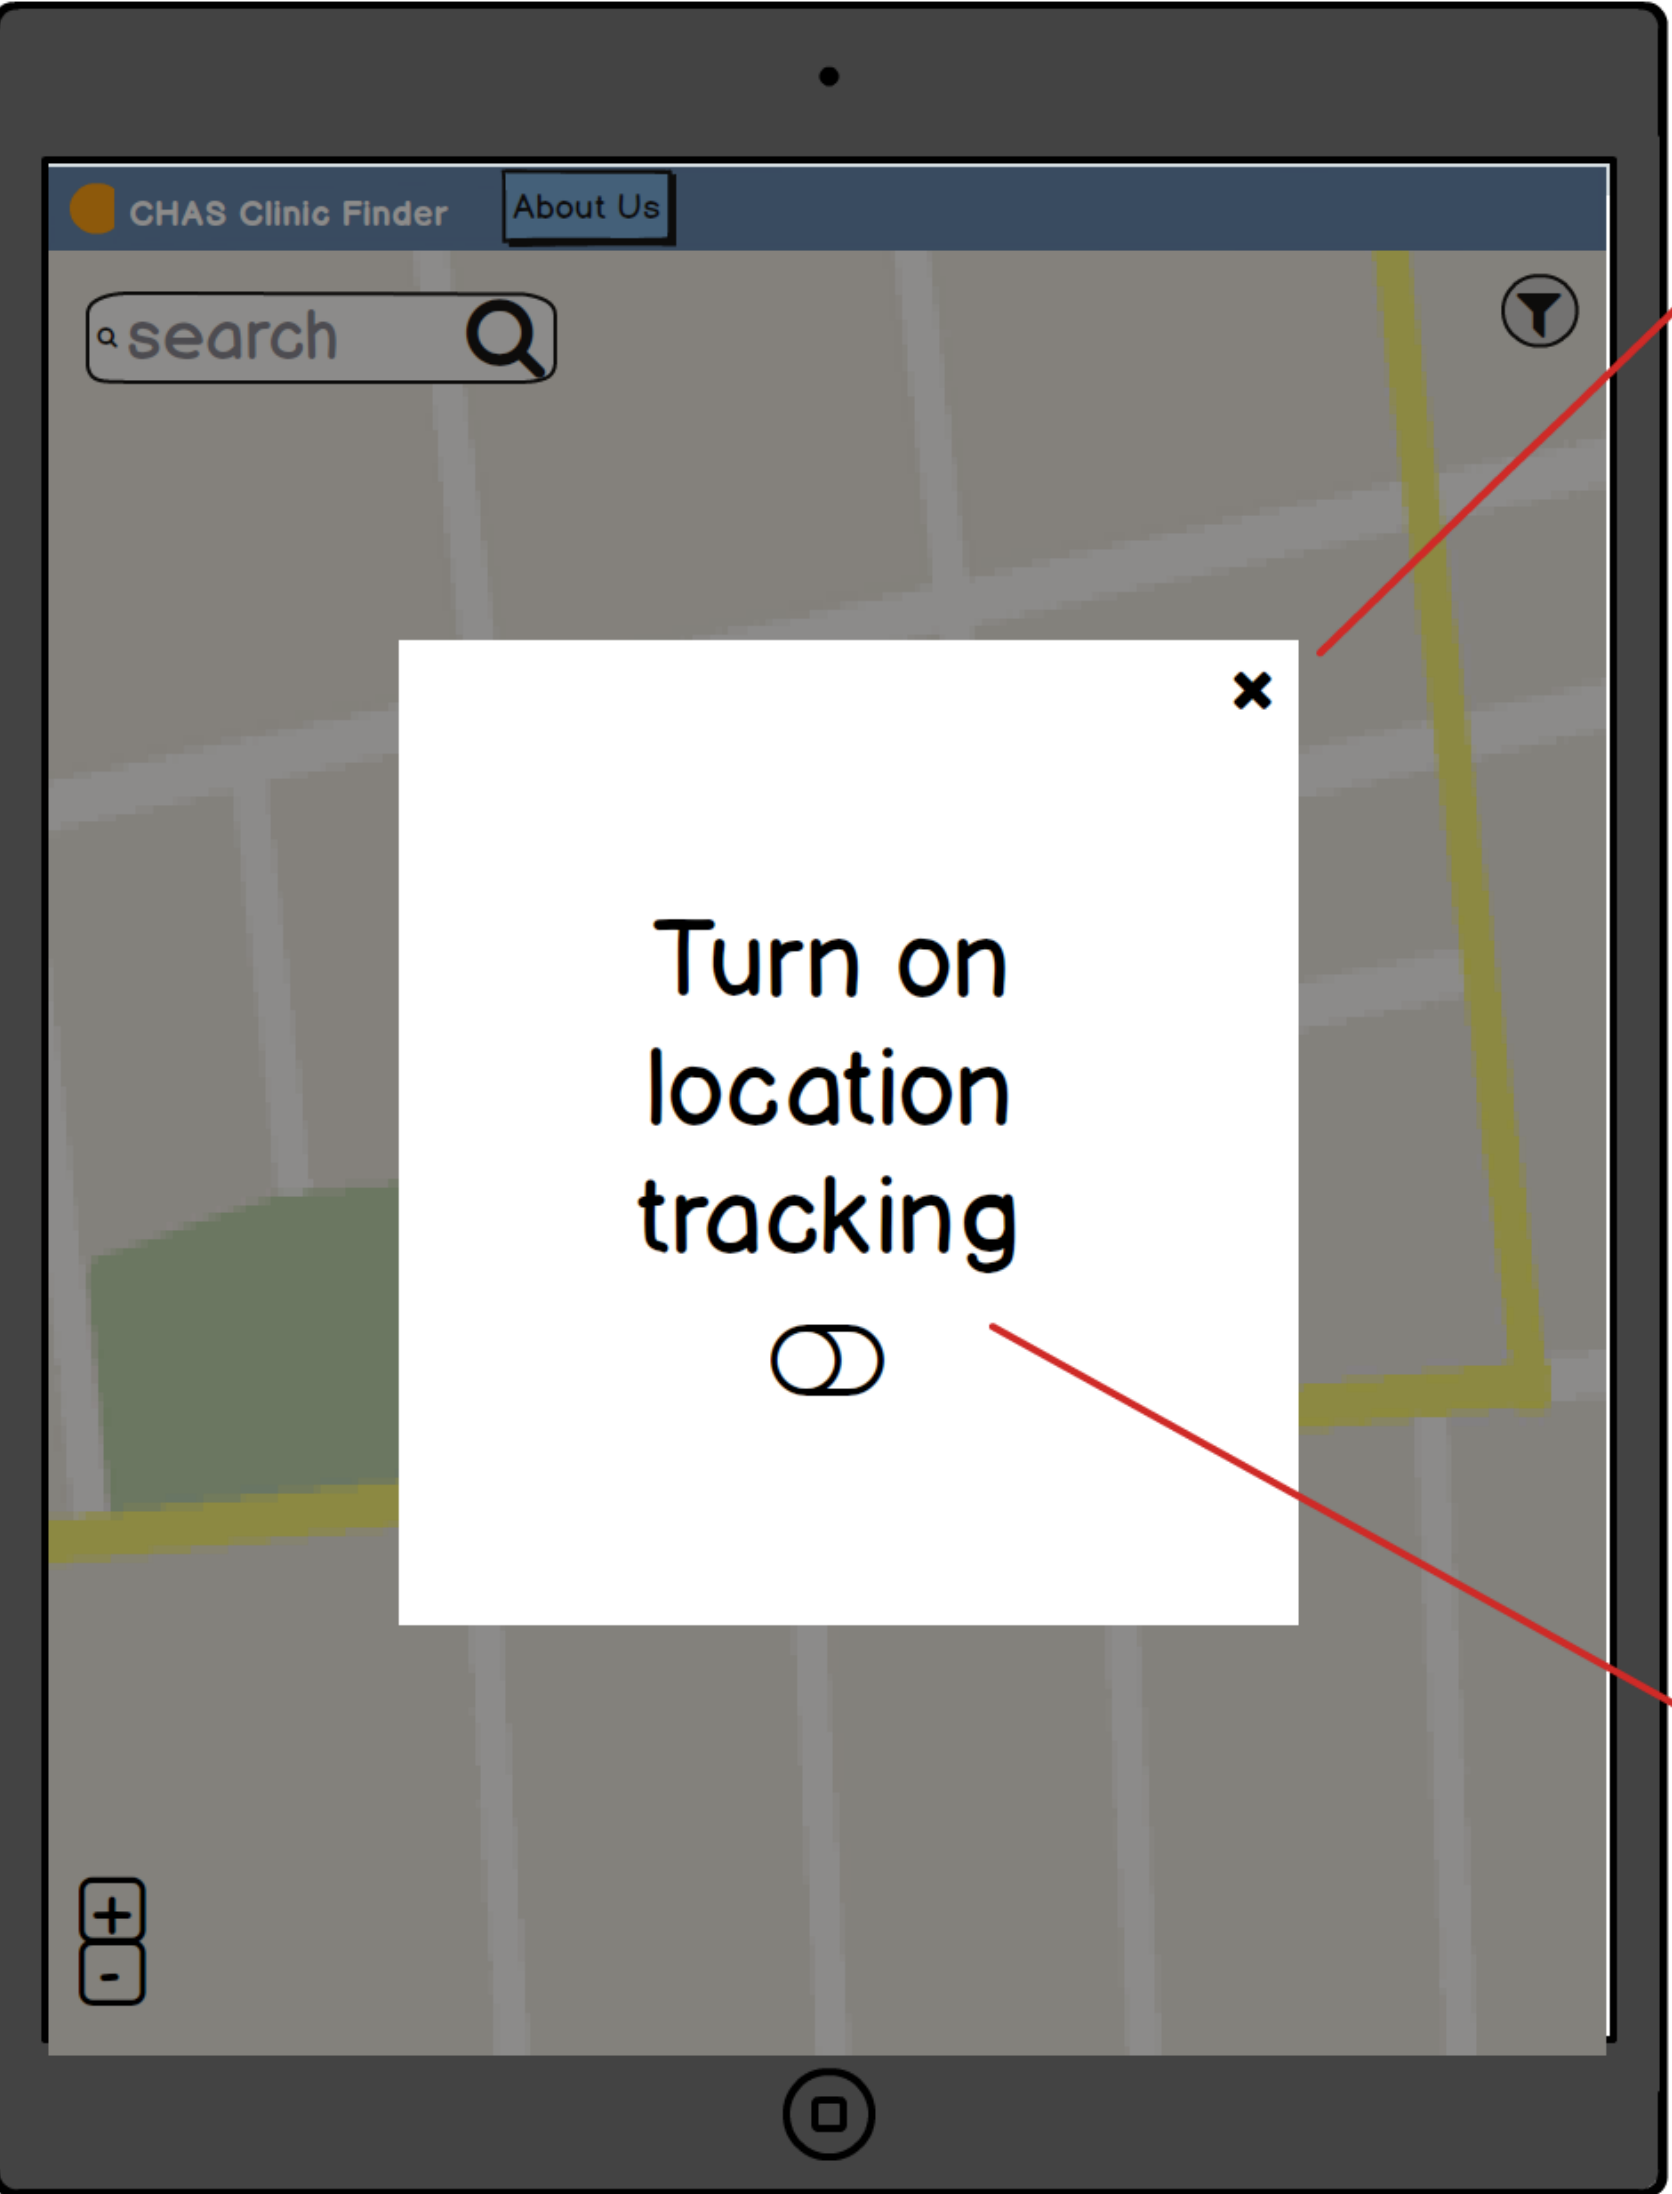 CHAS Clinic Finder
About Us
search
Turn on
location
tracking
+
-